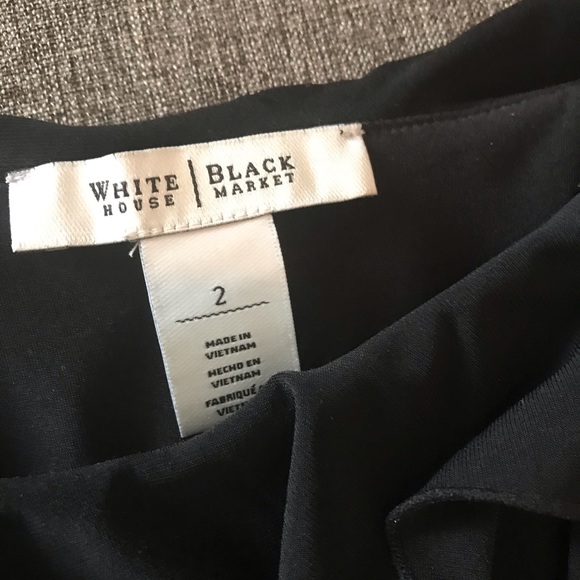 WHITE | BLACK
HOUSE | MARKET
2
MADE IN
VIETNAM
HECHO EN
VIETNAM
FABRIQUÉ